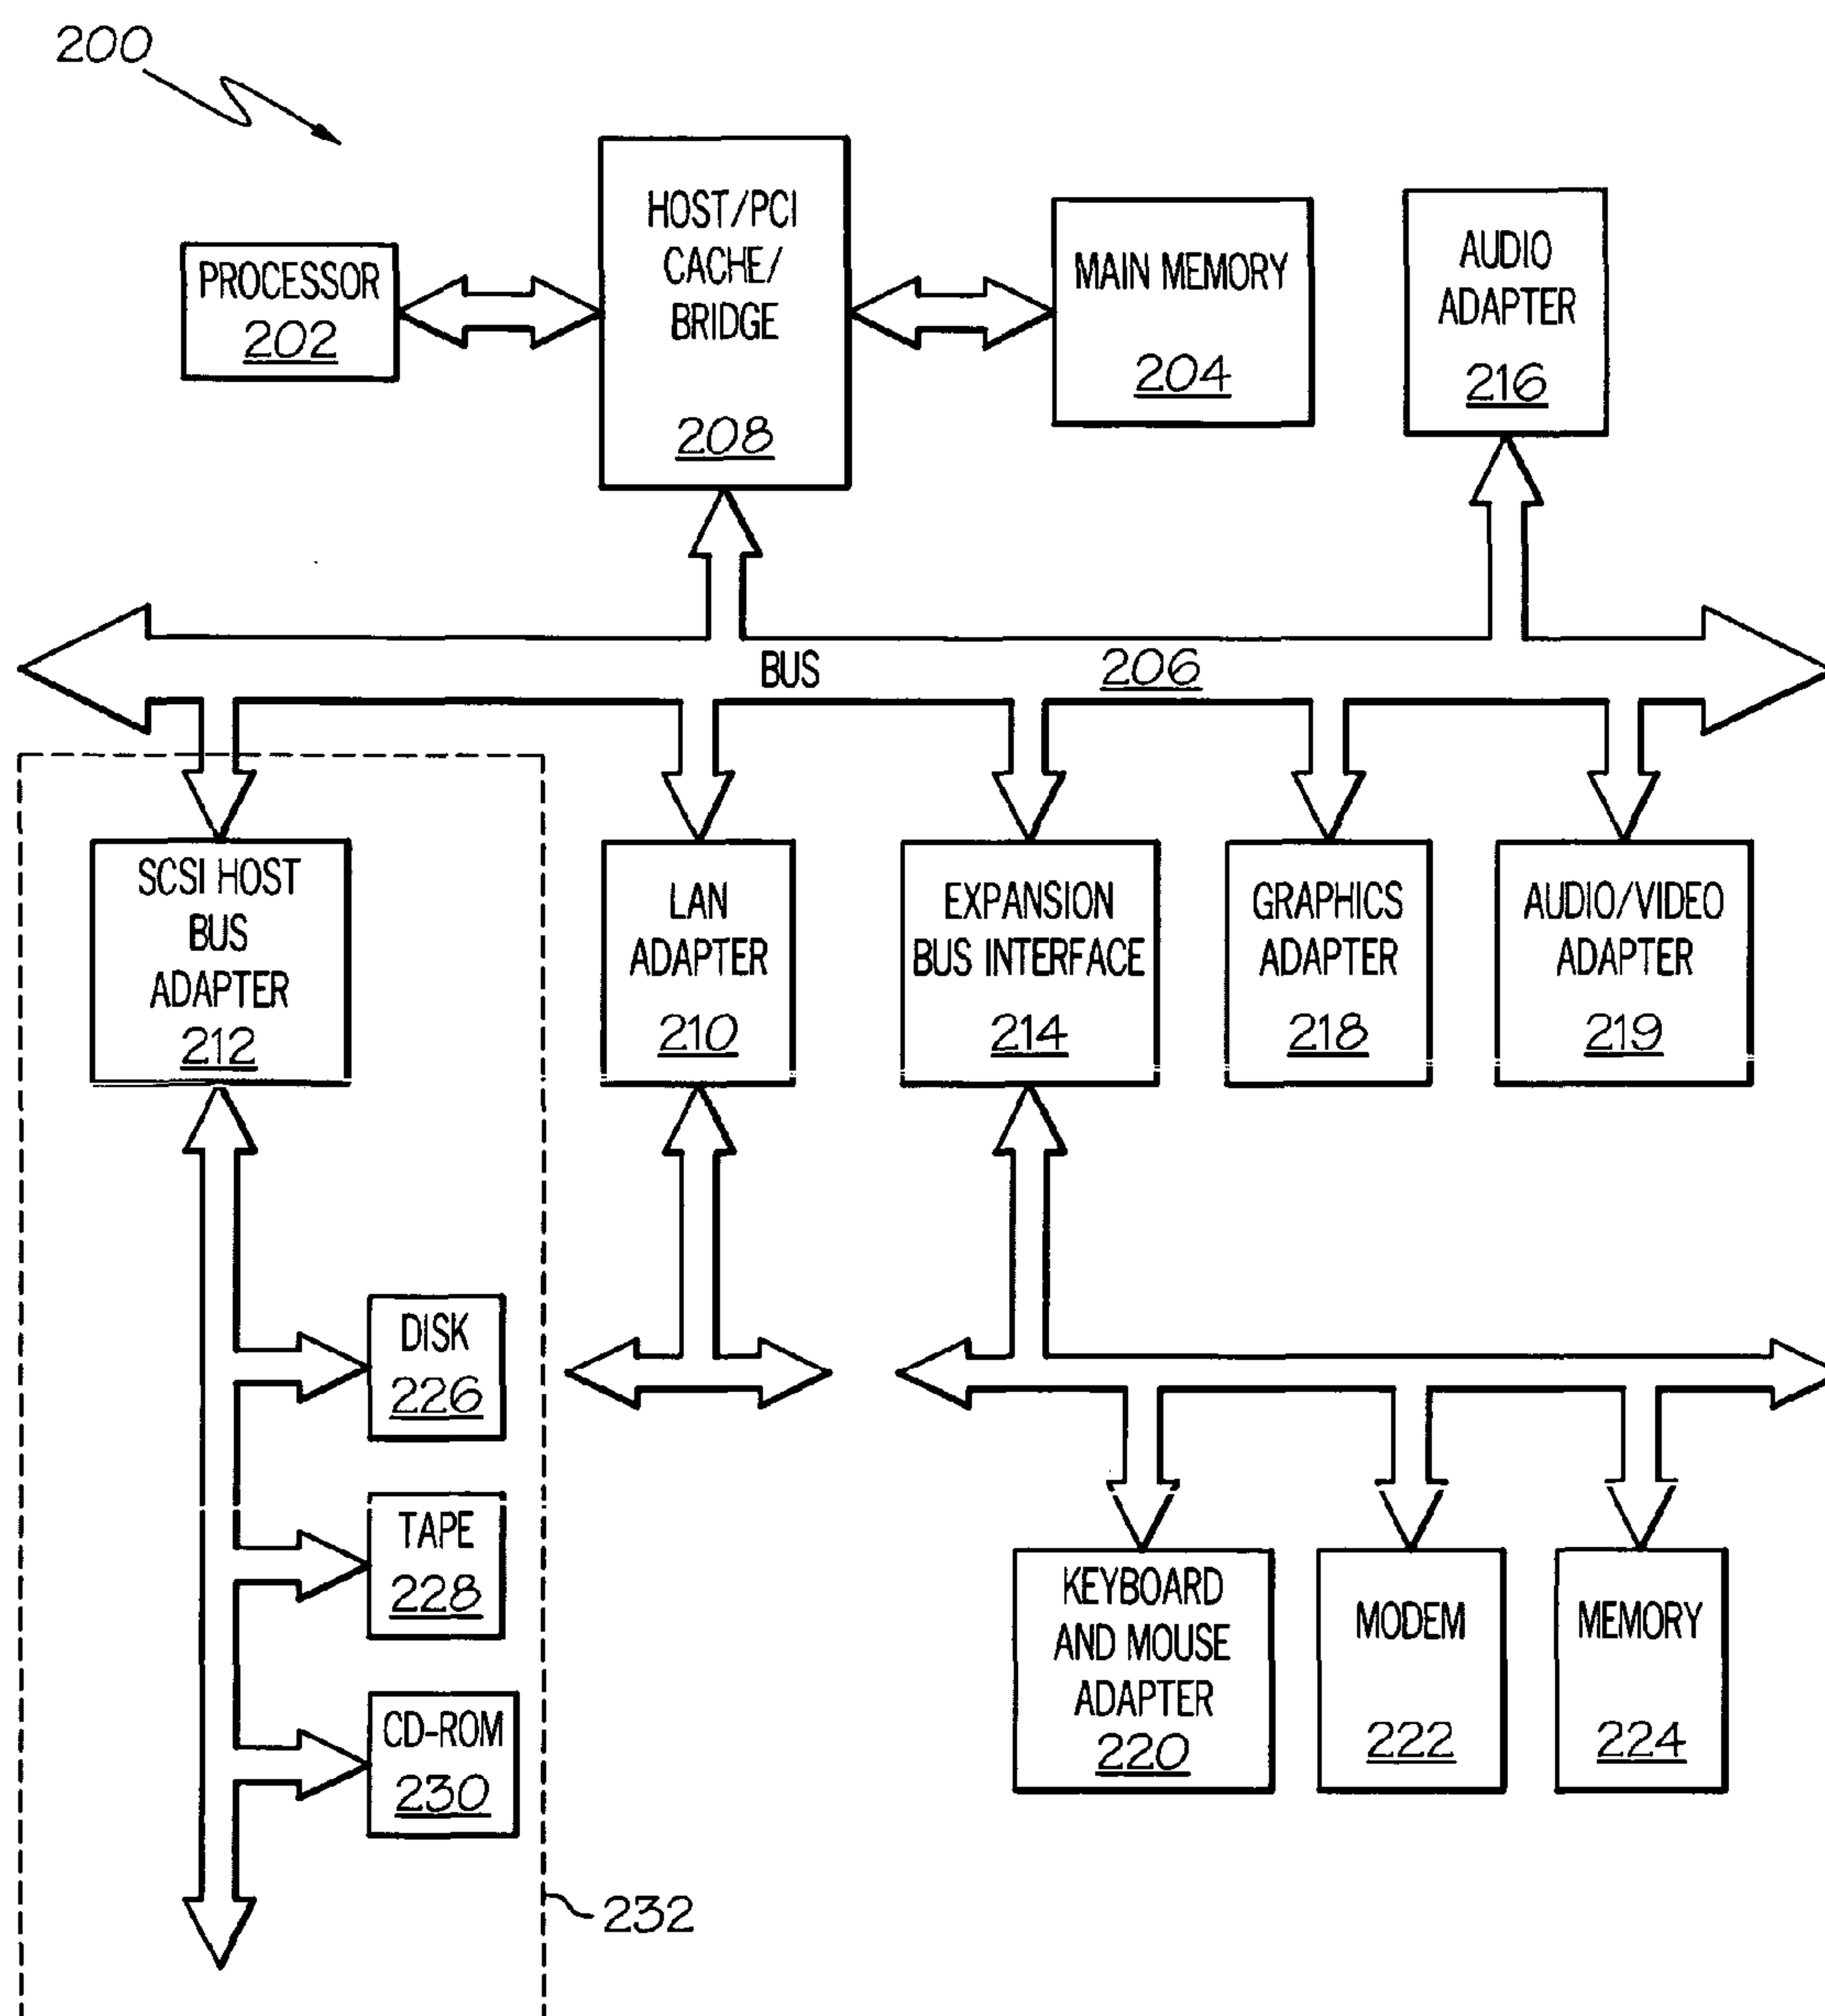 200
HOST/PCI
CACHE/
BRIDGE
208
PROCESSOR
202
MAIN MEMORY
204
AUDIO
ADAPTER
216
BUS 206
SCSI HOST
BUS
ADAPTER
212
LAN
ADAPTER
210
EXPANSION
BUS INTERFACE
214
GRAPHICS
ADAPTER
218
AUDIO/VIDEO
ADAPTER
219
DISK
226
TAPE
228
CD-ROM
230
KEYBOARD
AND MOUSE
ADAPTER
220
MODEM
222
MEMORY
224
232